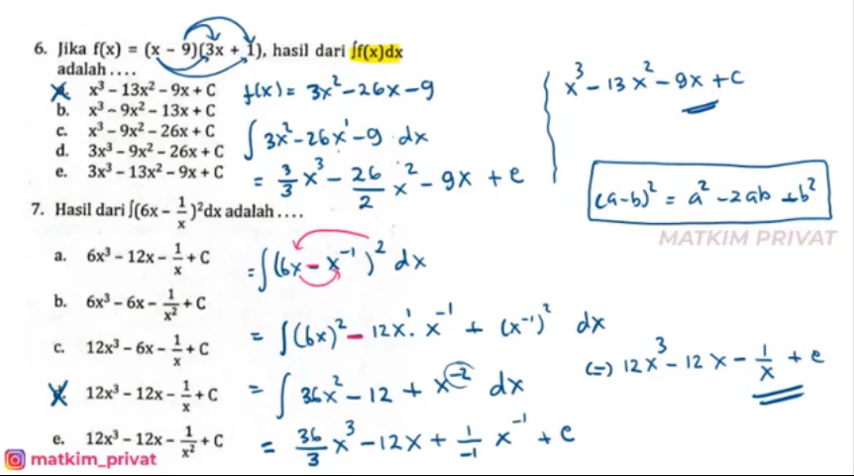 6. Jika f(x) = (x – 9)(3x + 1), hasil dari ∫f(x)dx
adalah ....
a. x³ – 13x² – 9x + C
b. x³ – 9x² – 13x + C
c. x³ – 9x² – 26x + C
d. 3x³ – 9x² – 26x + C
e. 3x³ – 13x² – 9x + C
f(x) = 3x² – 26x – 9
∫ 3x² – 26x¹ – 9 · dx
= 3/3 x³ – 26/2 x² – 9x + c
x³ – 13x² – 9x + C
(a-b)² = a² – 2ab + b²
MATKIM PRIVAT
7. Hasil dari ∫(6x – 1/x)²dx adalah ....
a. 6x³ – 12x – 1/x + C
b. 6x³ – 6x – 1/x² + C
c. 12x³ – 6x – 1/x + C
d. 12x³ – 12x – 1/x + C
e. 12x³ – 12x – 1/x² + C
= ∫(6x – x⁻¹)² dx
= ∫(6x)² – 12x¹. x⁻¹ + (x⁻¹)² dx
= ∫ 36x² – 12 + x⁻² dx
= 36/3 x³ – 12x + 1/-1 x⁻¹ + c
(=) 12x³ – 12x – 1/x + c
matkim_privat